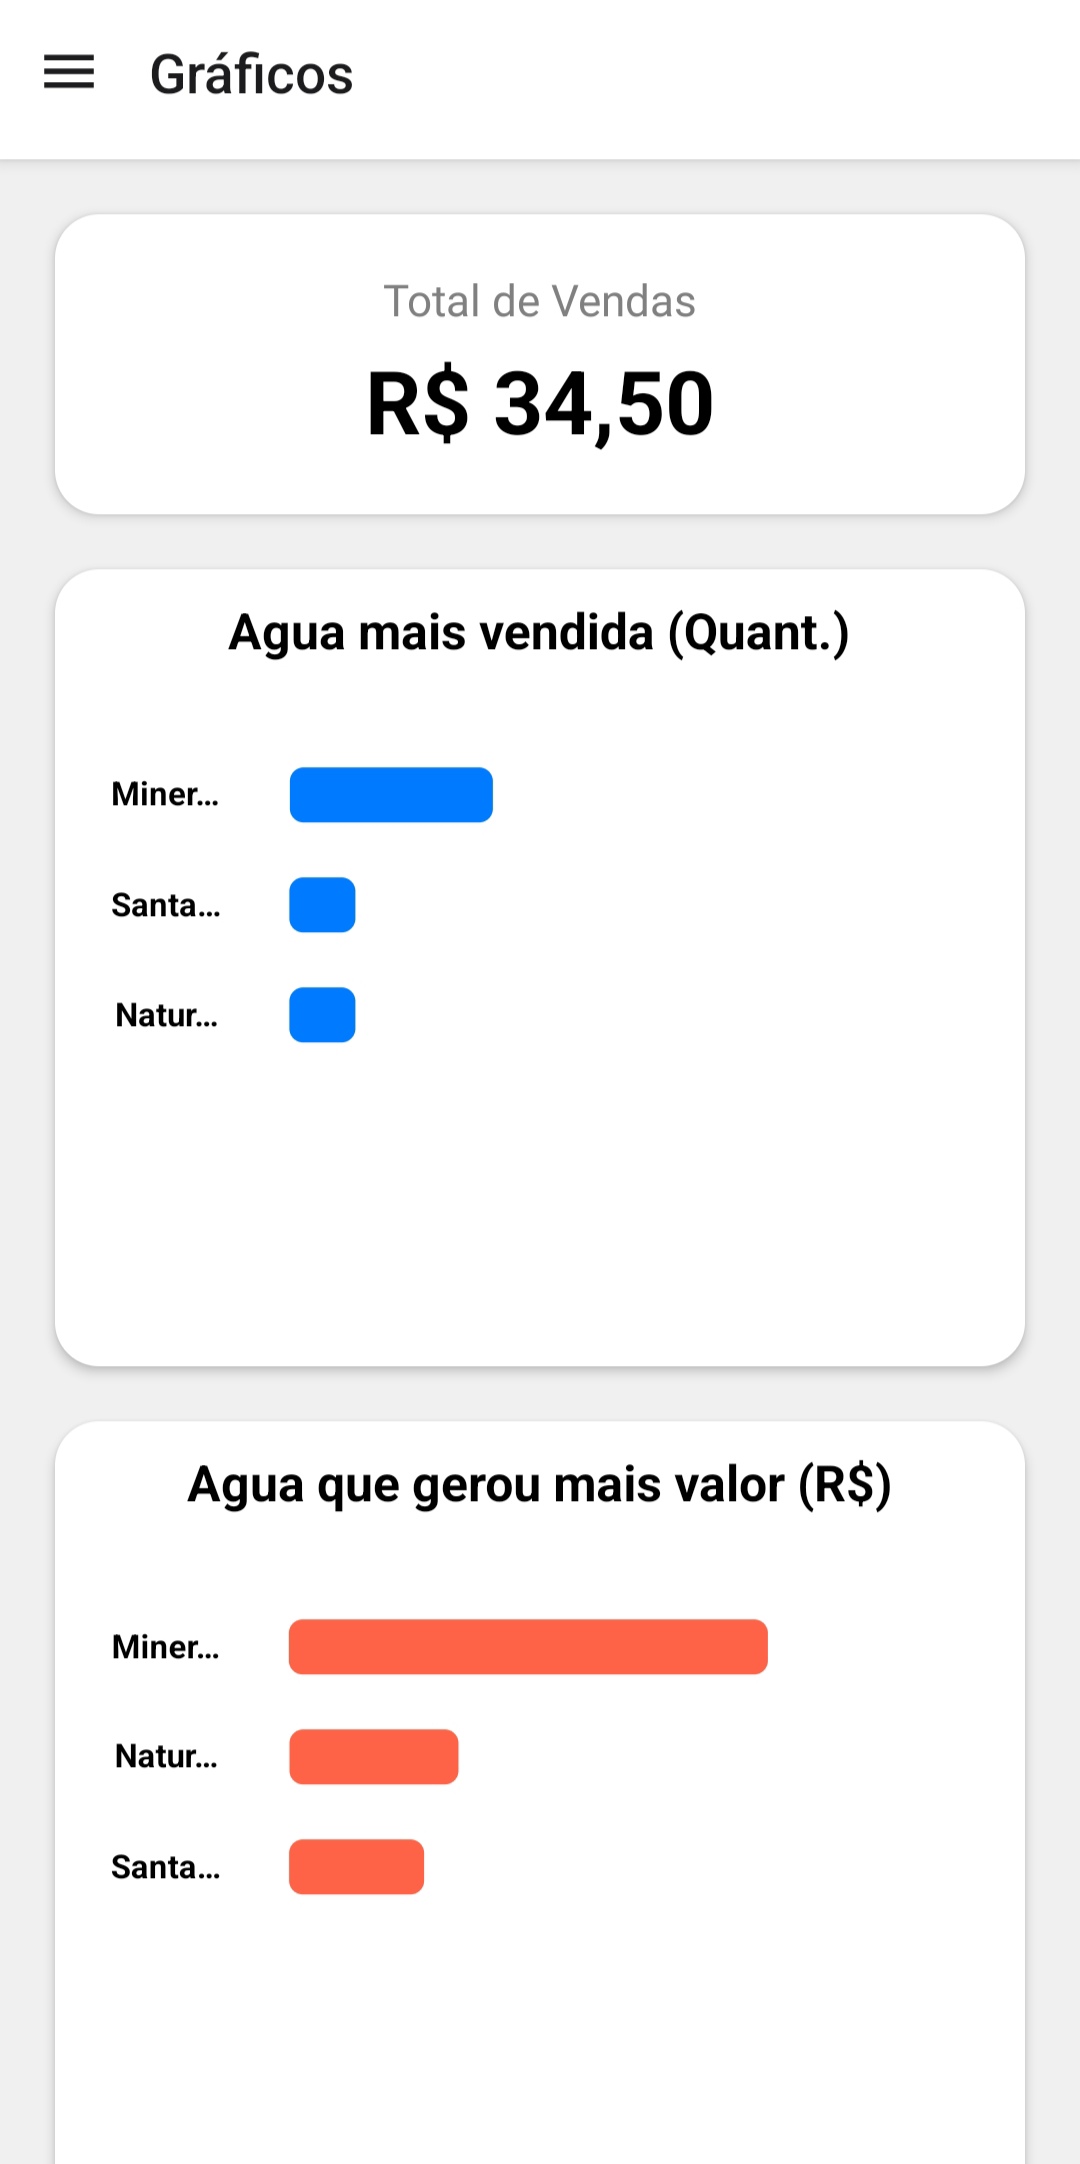 Gráficos
Total de Vendas
R$ 34,50
Agua mais vendida (Quant.)
Miner...
Santa...
Natur...
Agua que gerou mais valor (R$)
Miner...
Natur...
Santa...